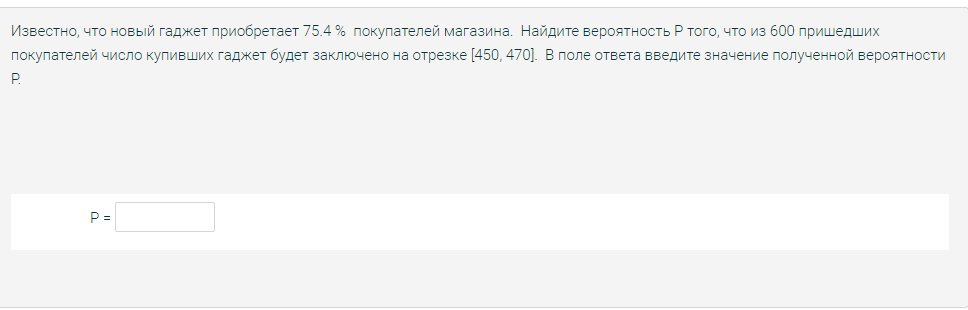 Известно, что новый гаджет приобретает 75.4 % покупателей магазина. Найдите вероятность P того, что из 600 пришедших
покупателей число купивших гаджет будет заключено на отрезке [450, 470]. В поле ответа введите значение полученной вероятности
P.
P =